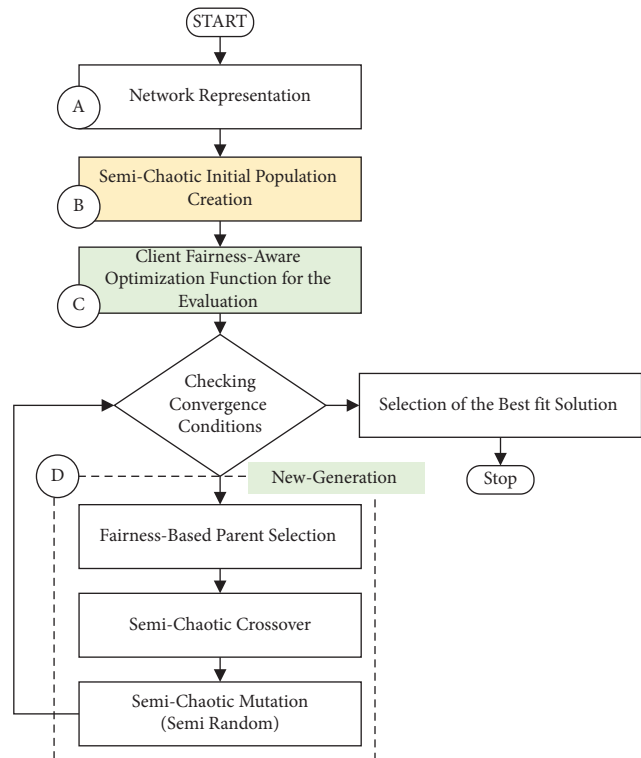 START
Network Representation
A
Semi-Chaotic Initial Population
Creation
B
Client Fairness-Aware
Optimization Function for the
Evaluation
C
Checking
Convergence
Conditions
Selection of the Best fit Solution
Stop
D
New-Generation
Fairness-Based Parent Selection
Semi-Chaotic Crossover
Semi-Chaotic Mutation
(Semi Random)